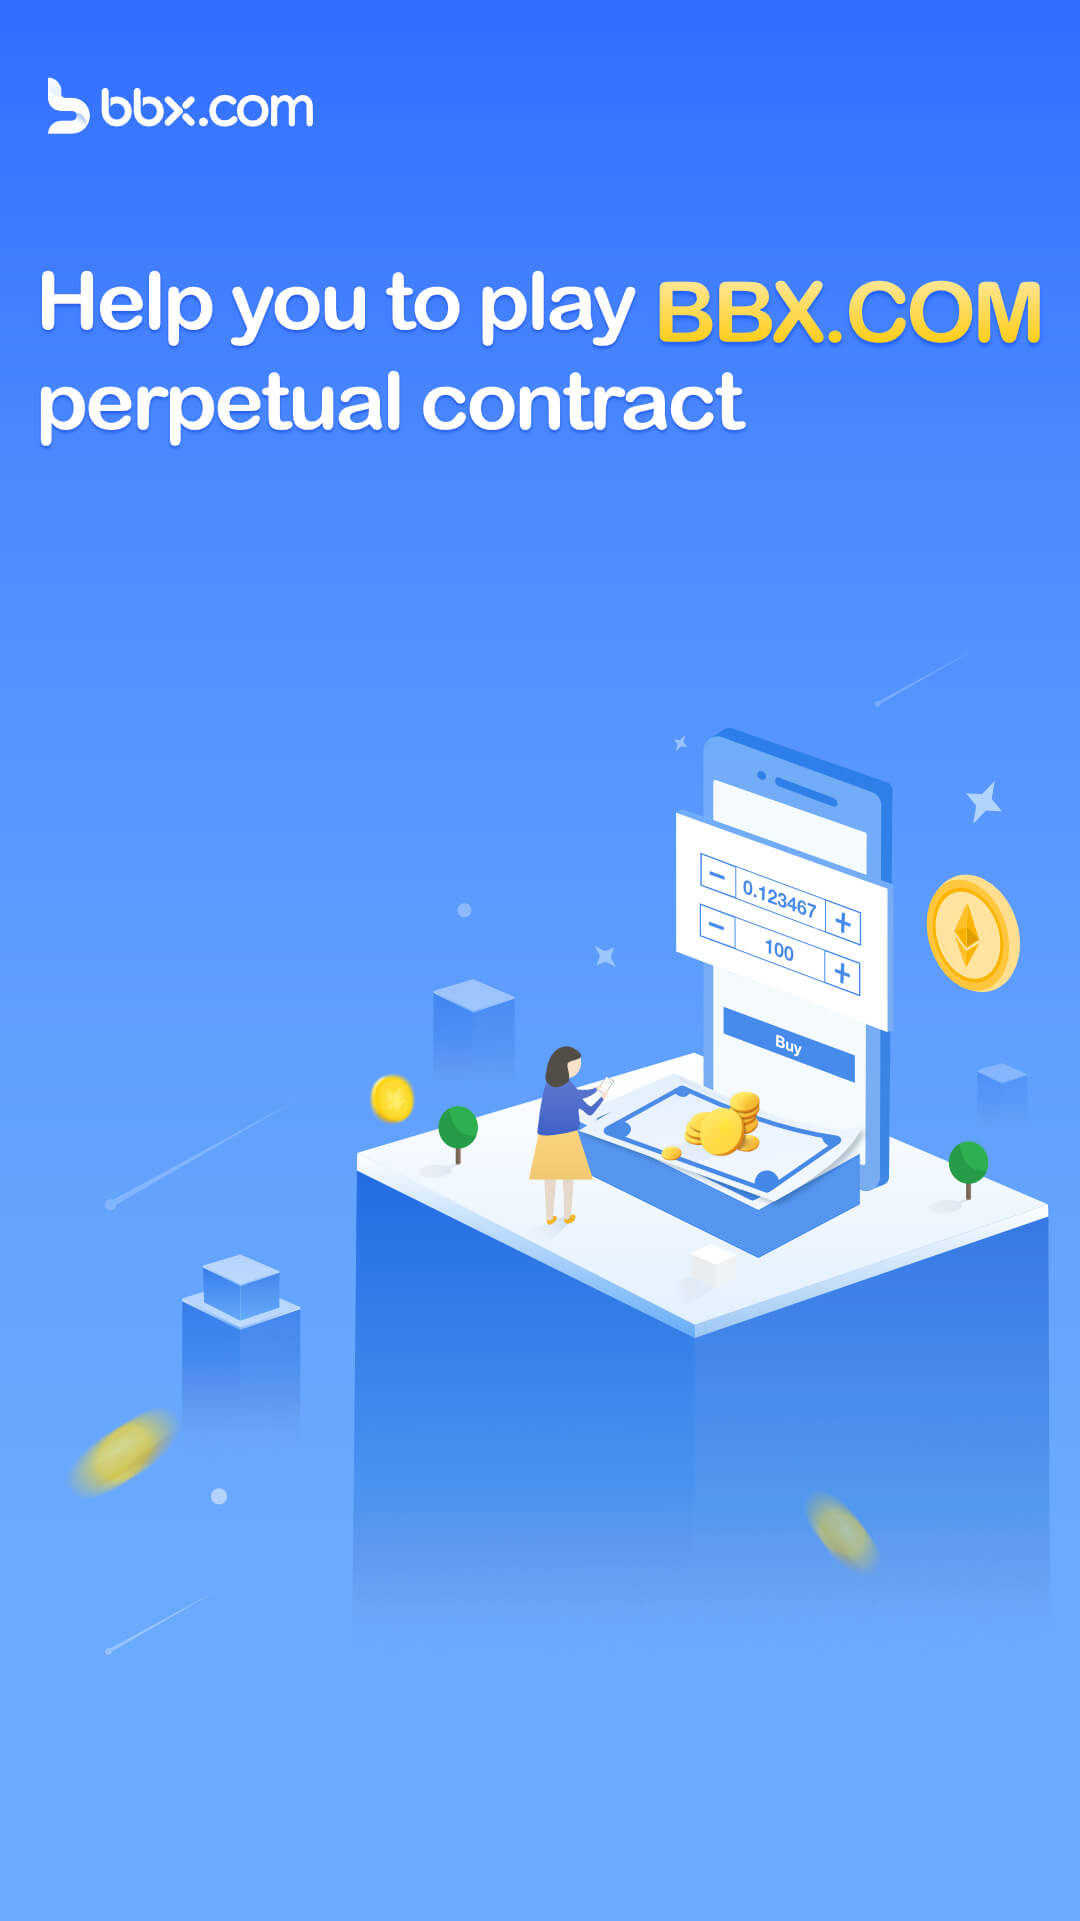 bbx.com
Help you to play BBX.COM
perpetual contract
− 0.123467 +
− 100 +
Buy